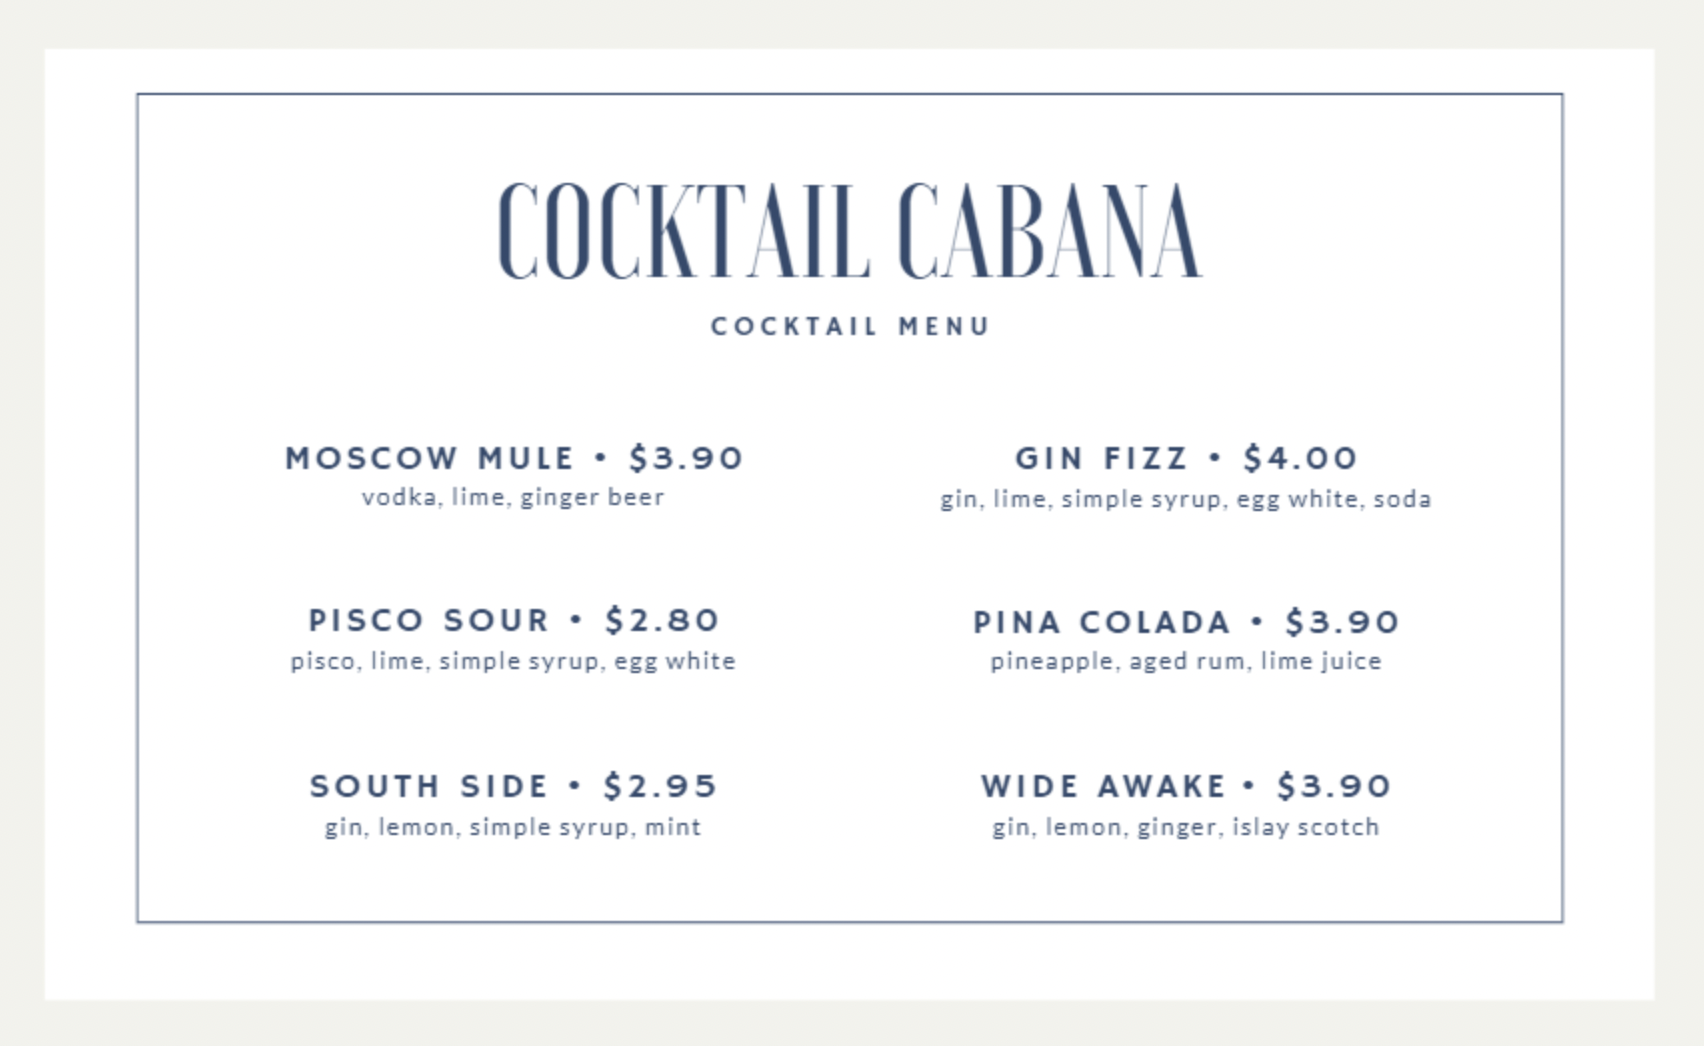 COCKTAIL CABANA
COCKTAIL MENU
MOSCOW MULE • $3.90
vodka, lime, ginger beer
PISCO SOUR • $2.80
pisco, lime, simple syrup, egg white
SOUTH SIDE • $2.95
gin, lemon, simple syrup, mint
GIN FIZZ • $4.00
gin, lime, simple syrup, egg white, soda
PINA COLADA • $3.90
pineapple, aged rum, lime juice
WIDE AWAKE • $3.90
gin, lemon, ginger, islay scotch